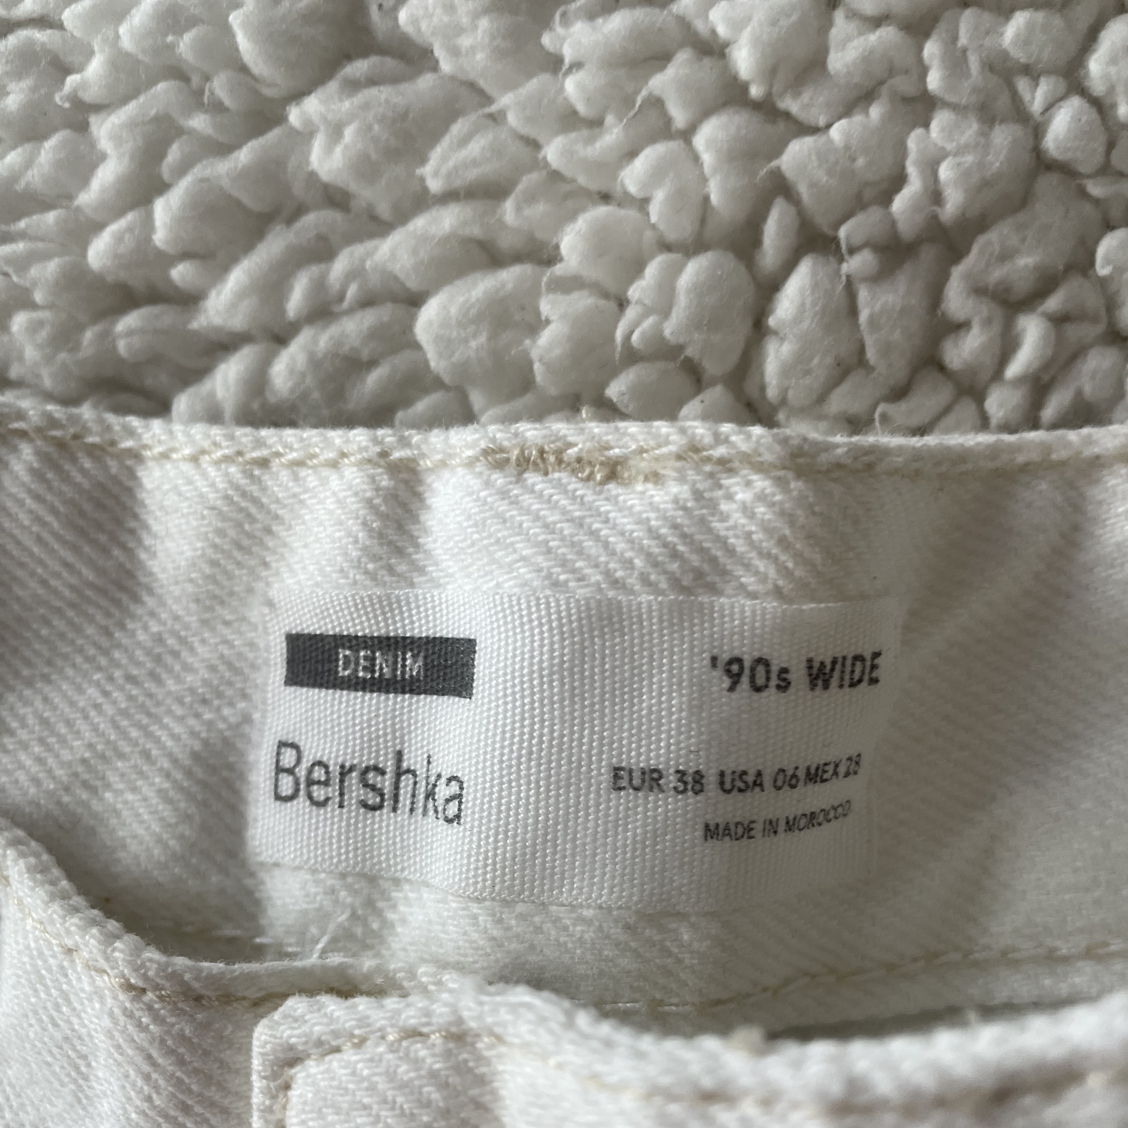 DENIM
Bershka
'90s WIDE
EUR 38 USA 06 MEX 28
MADE IN MOROCCO